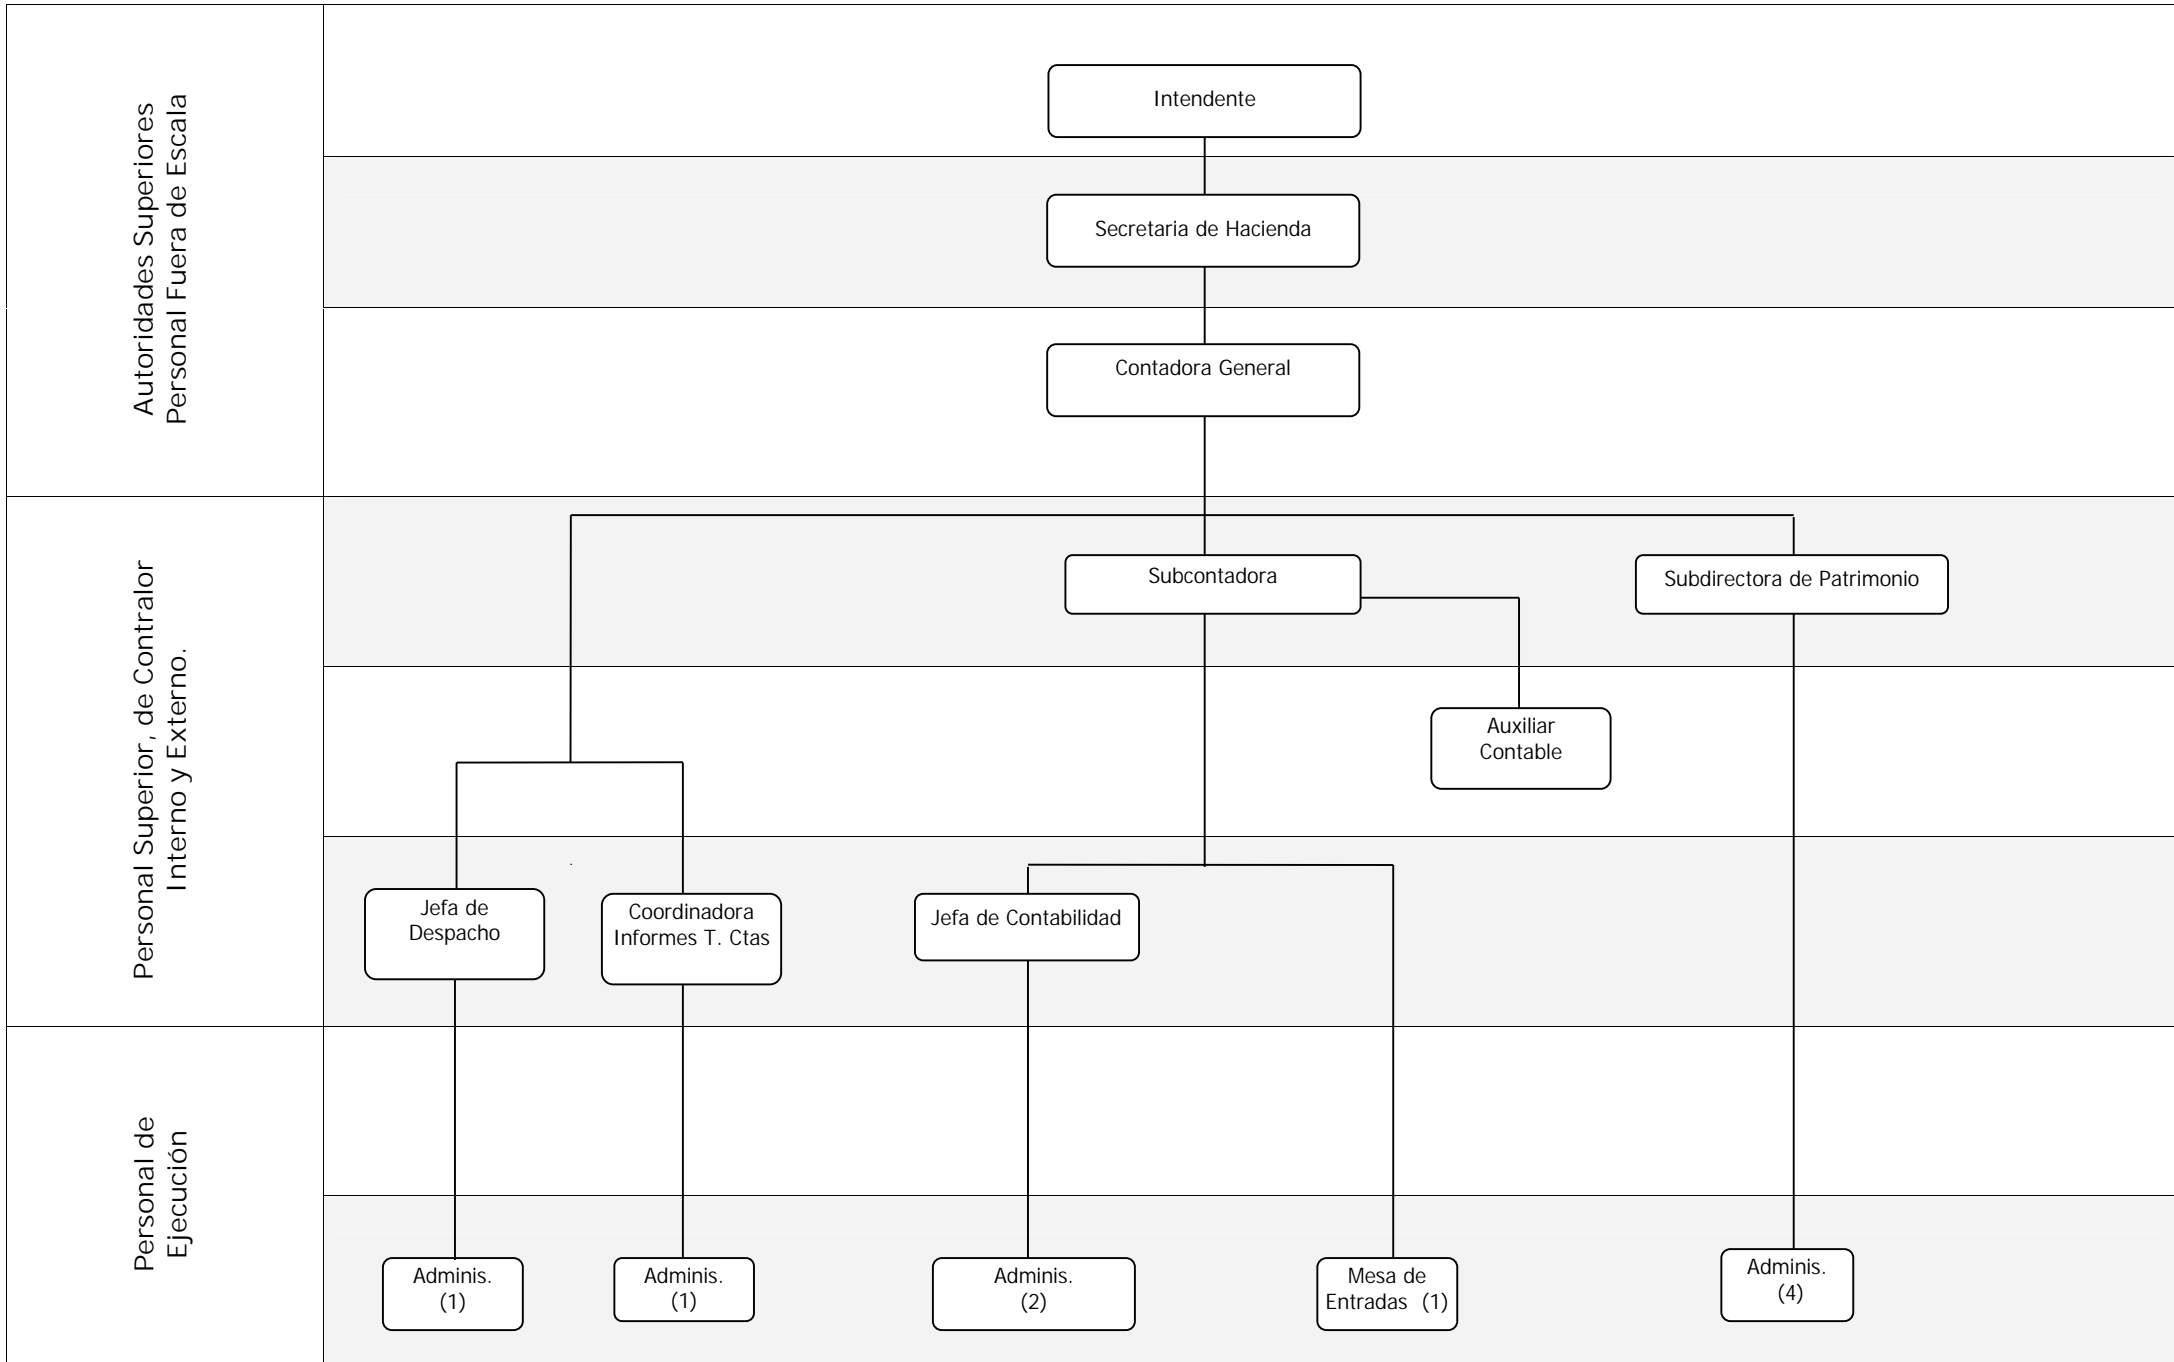 Autoridades Superiores
Personal Fuera de Escala
Intendente
Secretaria de Hacienda
Contadora General
Personal Superior, de Contralor
Interno y Externo.
Subcontadora
Subdirectora de Patrimonio
Auxiliar
Contable
Jefa de
Despacho
Coordinadora
Informes T. Ctas
Jefa de Contabilidad
Personal de
Ejecución
Adminis.
(1)
Adminis.
(1)
Adminis.
(2)
Mesa de
Entradas (1)
Adminis.
(4)